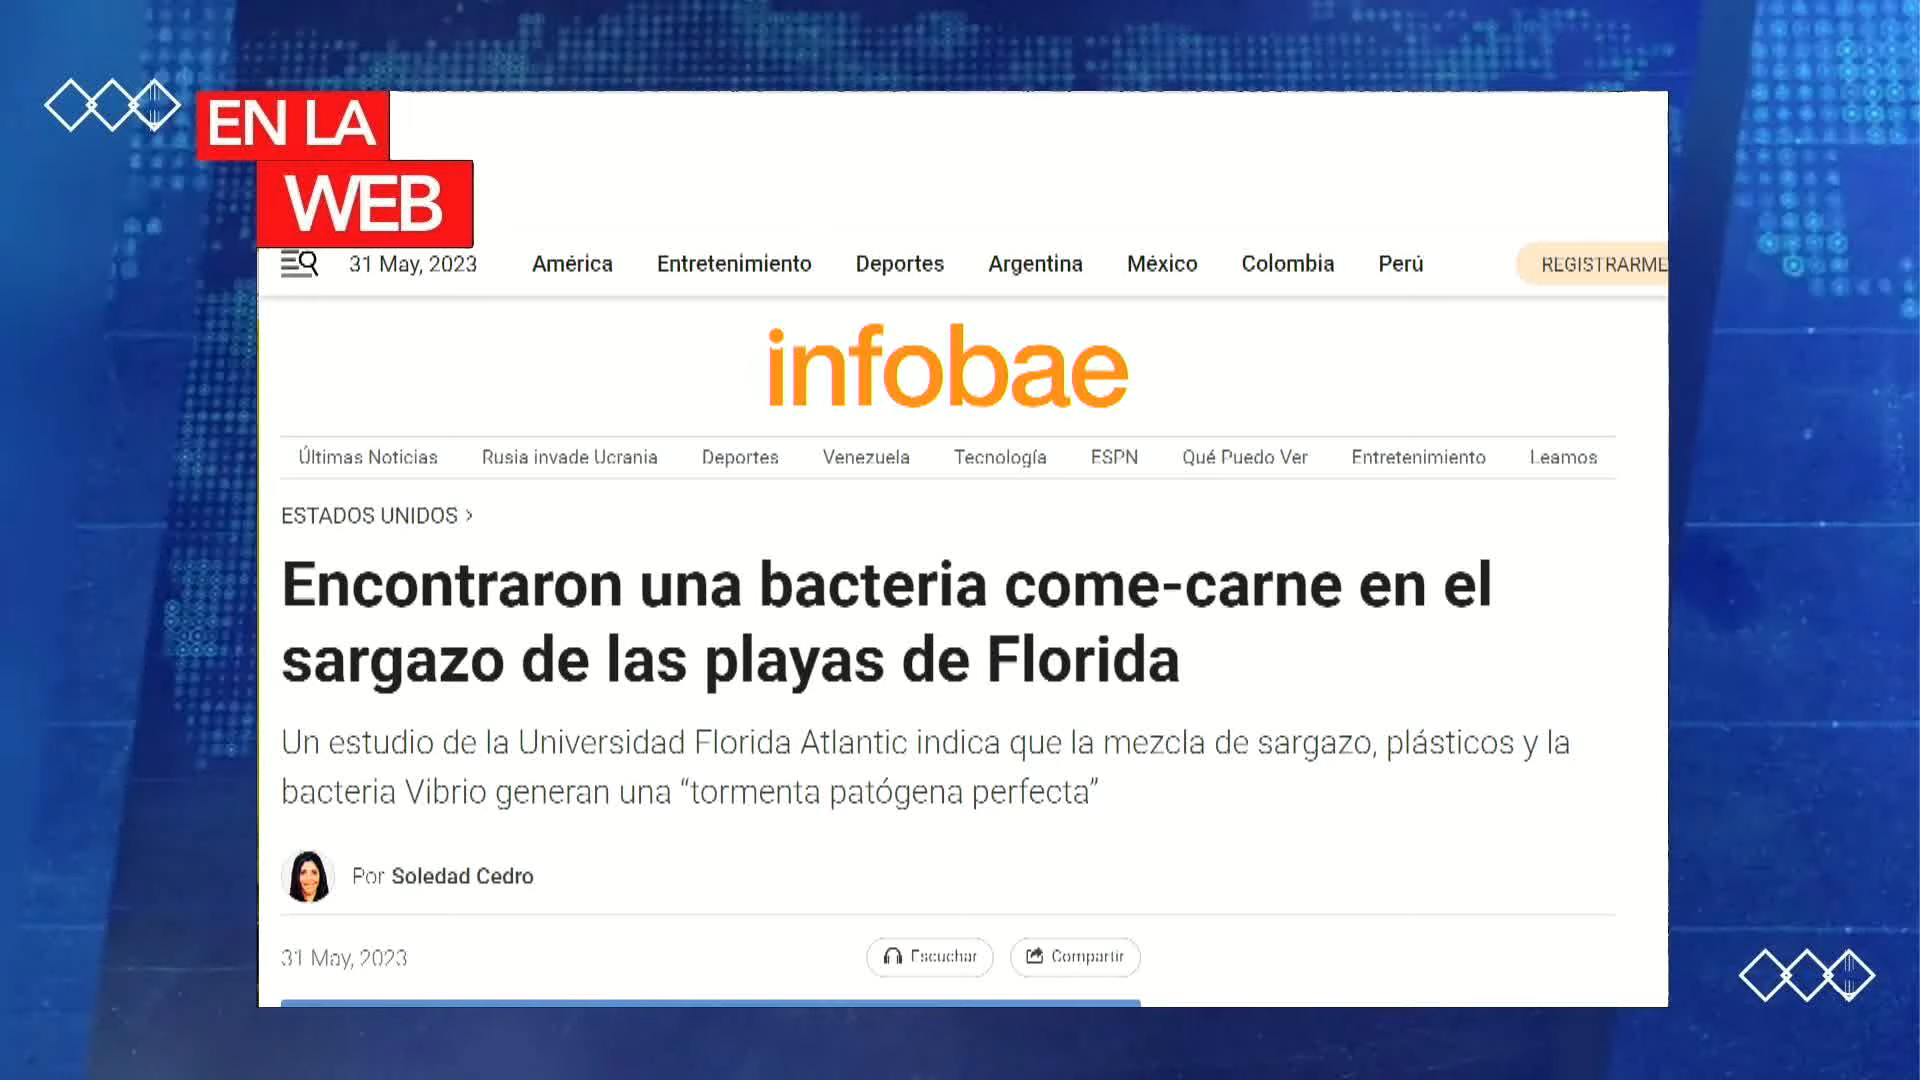 EN LA
WEB
31 May, 2023 América Entretenimiento Deportes Argentina México Colombia Perú REGISTRARME
infobae
Últimas Noticias Rusia invade Ucrania Deportes Venezuela Tecnología ESPN Qué Puedo Ver Entretenimiento Leamos
ESTADOS UNIDOS >
Encontraron una bacteria come-carne en el
sargazo de las playas de Florida
Un estudio de la Universidad Florida Atlantic indica que la mezcla de sargazo, plásticos y la
bacteria Vibrio generan una “tormenta patógena perfecta”
Por Soledad Cedro
31 May, 2023 Escuchar Compartir